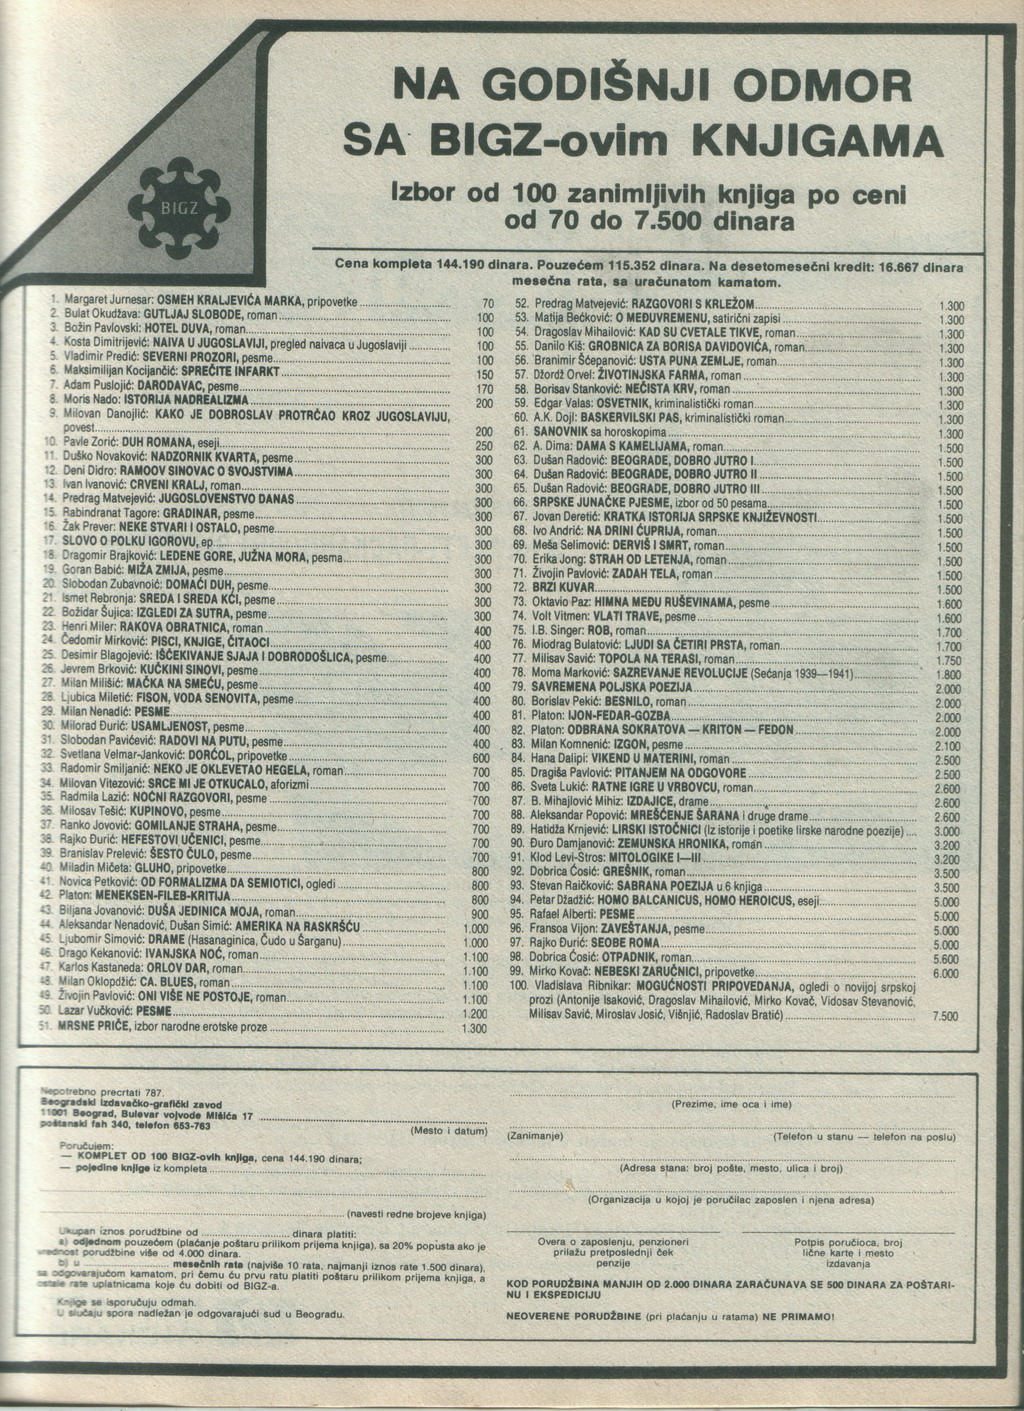 NA GODIŠNJI ODMOR
SA BIGZ-ovim KNJIGAMA
BIGZ
Izbor od 100 zanimljivih knjiga po ceni
od 70 do 7.500 dinara
Cena kompleta 144.190 dinara. Pouzećem 115.352 dinara. Na desetomesečni kredit: 16.667 dinara
mesečna rata, sa uračunatom kamatom.
1. Margaret Jurnesar: OSMEH KRALJEVIĆA MARKA, pripovetke 70
2. Bulat Okudžava: GUTLJAJ SLOBODE, roman 100
3. Božin Pavlovski: HOTEL DUVA, roman 100
4. Kosta Dimitrijević: NAIVA U JUGOSLAVIJI, pregled naivaca u Jugoslaviji 100
5. Vladimir Predić: SEVERNI PROZORI, pesme 100
6. Maksimilijan Kocijančić: SPREČITE INFARKT 150
7. Adam Puslojić: DARODAVAC, pesme 170
8. Moris Nado: ISTORIJA NADREALIZMA 200
9. Milovan Danojlić: KAKO JE DOBROSLAV PROTRČAO KROZ JUGOSLAVIJU,
povest 200
10. Pavle Zorić: DUH ROMANA, eseji 250
11. Duško Novaković: NADZORNIK KVARTA, pesme 300
12. Deni Didro: RAMOOV SINOVAC O SVOJSTVIMA 300
13. Ivan Ivanović: CRVENI KRALJ, roman 300
14. Predrag Matvejević: JUGOSLOVENSTVO DANAS 300
15. Rabindranat Tagore: GRADINAR, pesme 300
16. Žak Prever: NEKE STVARI I OSTALO, pesme 300
17. SLOVO O POLKU IGOROVU, ep 300
18. Dragomir Brajković: LEDENE GORE, JUŽNA MORA, pesma 300
19. Goran Babić: MIŽA ZMIJA, pesme 300
20. Slobodan Zubavnoić: DOMAĆI DUH, pesme 300
21. Ismet Rebronja: SREDA I SREDA KĆI, pesme 300
22. Božidar Šujica: IZGLEDI ZA SUTRA, pesme 300
23. Henri Miler: RAKOVA OBRATNICA, roman 400
24. Čedomir Mirković: PISCI, KNJIGE, ČITAOCI 400
25. Desimir Blagojević: IŠČEKIVANJE SJAJA I DOBRODOŠLICA, pesme 400
26. Jevrem Brković: KUČKINI SINOVI, pesme 400
27. Milan Milišić: MAČKA NA SMEĆU, pesme 400
28. Ljubica Miletić: FISON, VODA SENOVITA, pesme 400
29. Milan Nenadić: PESME 400
30. Milorad Đurić: USAMLJENOST, pesme 400
31. Slobodan Pavićević: RADOVI NA PUTU, pesme 400
32. Svetlana Velmar-Janković: DORĆOL, pripovetke 600
33. Radomir Smiljanić: NEKO JE OKLEVETAO HEGELA, roman 700
34. Milovan Vitezović: SRCE MI JE OTKUCALO, aforizmi 700
35. Radmila Lazić: NOĆNI RAZGOVORI, pesme 700
36. Milosav Tešić: KUPINOVO, pesme 700
37. Ranko Jovović: GOMILANJE STRAHA, pesme 700
38. Rajko Đurić: HEFESTOVI UČENICI, pesme 700
39. Branislav Prelević: ŠESTO ČULO, pesme 700
40. Miladin Mičeta: GLUHO, pripovetke 800
41. Novica Petković: OD FORMALIZMA DA SEMIOTICI, ogledi 800
42. Platon: MENEKSEN-FILEB-KRITIJA 800
43. Biljana Jovanović: DUŠA JEDINICA MOJA, roman 900
44. Aleksandar Nenadović, Dušan Simić: AMERIKA NA RASKRŠĆU 1.000
45. Ljubomir Simović: DRAME (Hasanaginica, Čudo u Šarganu) 1.000
46. Drago Kekanović: IVANJSKA NOĆ, roman 1.100
47. Karlos Kastaneda: ORLOV DAR, roman 1.100
48. Milan Oklopdžić: CA. BLUES, roman 1.100
49. Živojin Pavlović: ONI VIŠE NE POSTOJE, roman 1.100
50. Lazar Vučković: PESME 1.200
51. MRSNE PRIČE, izbor narodne erotske proze 1.300
52. Predrag Matvejević: RAZGOVORI S KRLEŽOM 1.300
53. Matija Bećković: O MEĐUVREMENU, satirični zapisi 1.300
54. Dragoslav Mihailović: KAD SU CVETALE TIKVE, roman 1.300
55. Danilo Kiš: GROBNICA ZA BORISA DAVIDOVIĆA, roman 1.300
56. Branimir Šćepanović: USTA PUNA ZEMLJE, roman 1.300
57. Džordž Orvel: ŽIVOTINJSKA FARMA, roman 1.300
58. Borisav Stanković: NEČISTA KRV, roman 1.300
59. Edgar Valas: OSVETNIK, kriminalistički roman 1.300
60. A.K. Dojl: BASKERVILSKI PAS, kriminalistički roman 1.300
61. SANOVNIK sa horoskopima 1.300
62. A. Dima: DAMA S KAMELIJAMA, roman 1.500
63. Dušan Radović: BEOGRADE, DOBRO JUTRO I 1.500
64. Dušan Radović: BEOGRADE, DOBRO JUTRO II 1.500
65. Dušan Radović: BEOGRADE, DOBRO JUTRO III 1.500
66. SRPSKE JUNAČKE PJESME, izbor od 50 pesama 1.500
67. Jovan Deretić: KRATKA ISTORIJA SRPSKE KNJIŽEVNOSTI 1.500
68. Ivo Andrić: NA DRINI ĆUPRIJA, roman 1.500
69. Meša Selimović: DERVIŠ I SMRT, roman 1.500
70. Erika Jong: STRAH OD LETENJA, roman 1.500
71. Živojin Pavlović: ZADAH TELA, roman 1.500
72. BRZI KUVAR 1.500
73. Oktavio Paz: HIMNA MEĐU RUŠEVINAMA, pesme 1.600
74. Volt Vitmen: VLATI TRAVE, pesme 1.600
75. I.B. Singer: ROB, roman 1.700
76. Miodrag Bulatović: LJUDI SA ČETIRI PRSTA, roman 1.700
77. Milisav Savić: TOPOLA NA TERASI, roman 1.750
78. Moma Marković: SAZREVANJE REVOLUCIJE (Sećanja 1939—1941) 1.800
79. SAVREMENA POLJSKA POEZIJA 2.000
80. Borislav Pekić: BESNILO, roman 2.000
81. Platon: IJON-FEDAR-GOZBA 2.000
82. Platon: ODBRANA SOKRATOVA — KRITON — FEDON 2.000
83. Milan Komnenić: IZGON, pesme 2.100
84. Hana Dalipi: VIKEND U MATERINI, roman 2.500
85. Dragiša Pavlović: PITANJEM NA ODGOVORE 2.500
86. Sveta Lukić: RATNE IGRE U VRBOVCU, roman 2.600
87. B. Mihajlović Mihiz: IZDAJICE, drame 2.600
88. Aleksandar Popović: MREŠĆENJE ŠARANA i druge drame 2.600
89. Hatidža Krnjević: LIRSKI ISTOČNICI (Iz istorije i poetike lirske narodne poezije) 3.000
90. Đuro Damjanović: ZEMUNSKA HRONIKA, roman 3.200
91. Klod Levi-Stros: MITOLOGIKE I—III 3.200
92. Dobrica Ćosić: GREŠNIK, roman 3.500
93. Stevan Raičković: SABRANA POEZIJA u 6 knjiga 3.500
94. Petar Džadžić: HOMO BALCANICUS, HOMO HEROICUS, eseji 5.000
95. Rafael Alberti: PESME 5.000
96. Fransoa Vijon: ZAVEŠTANJA, pesme 5.000
97. Rajko Đurić: SEOBE ROMA 5.000
98. Dobrica Ćosić: OTPADNIK, roman 5.600
99. Mirko Kovač: NEBESKI ZARUČNICI, pripovetke 6.000
100. Vladislava Ribnikar: MOGUĆNOSTI PRIPOVEDANJA, ogledi o novijoj srpskoj
prozi (Antonije Isaković, Dragoslav Mihailović, Mirko Kovač, Vidosav Stevanović,
Milisav Savić, Miroslav Josić, Višnjić, Radoslav Bratić) 7.500
Nepotrebno precrtati 787.
Beogradski izdavačko-grafički zavod
11001 Beograd, Bulevar vojvode Mišića 17
poštanski fah 340, telefon 653-763
(Mesto i datum)
Poručujem:
— KOMPLET OD 100 BIGZ-ovih knjiga, cena 144.190 dinara;
— pojedine knjige iz kompleta
(navesti redne brojeve knjiga)
Ukupan iznos porudžbine od dinara platiti:
a) odjednom pouzećem (plaćanje poštaru prilikom prijema knjiga), sa 20% popusta ako je
vrednost porudžbine više od 4.000 dinara.
b) u mesečnih rata (najviše 10 rata, najmanji iznos rate 1.500 dinara),
sa odgovarajućom kamatom, pri čemu ću prvu ratu platiti poštaru prilikom prijema knjiga, a
ostale rate uplatnicama koje ću dobiti od BIGZ-a.
Knjige se isporučuju odmah.
U slučaju spora nadležan je odgovarajući sud u Beogradu.
(Prezime, ime oca i ime)
(Zanimanje) (Telefon u stanu — telefon na poslu)
(Adresa stana: broj pošte, mesto, ulica i broj)
(Organizacija u kojoj je poručilac zaposlen i njena adresa)
Overa o zaposlenju, penzioneri
prilažu pretposlednji ček
penzije
Potpis poručioca, broj
lične karte i mesto
izdavanja
KOD PORUDŽBINA MANJIH OD 2.000 DINARA ZARAČUNAVA SE 500 DINARA ZA POŠTARI-
NU I EKSPEDICIJU
NEOVERENE PORUDŽBINE (pri plaćanju u ratama) NE PRIMAMO!